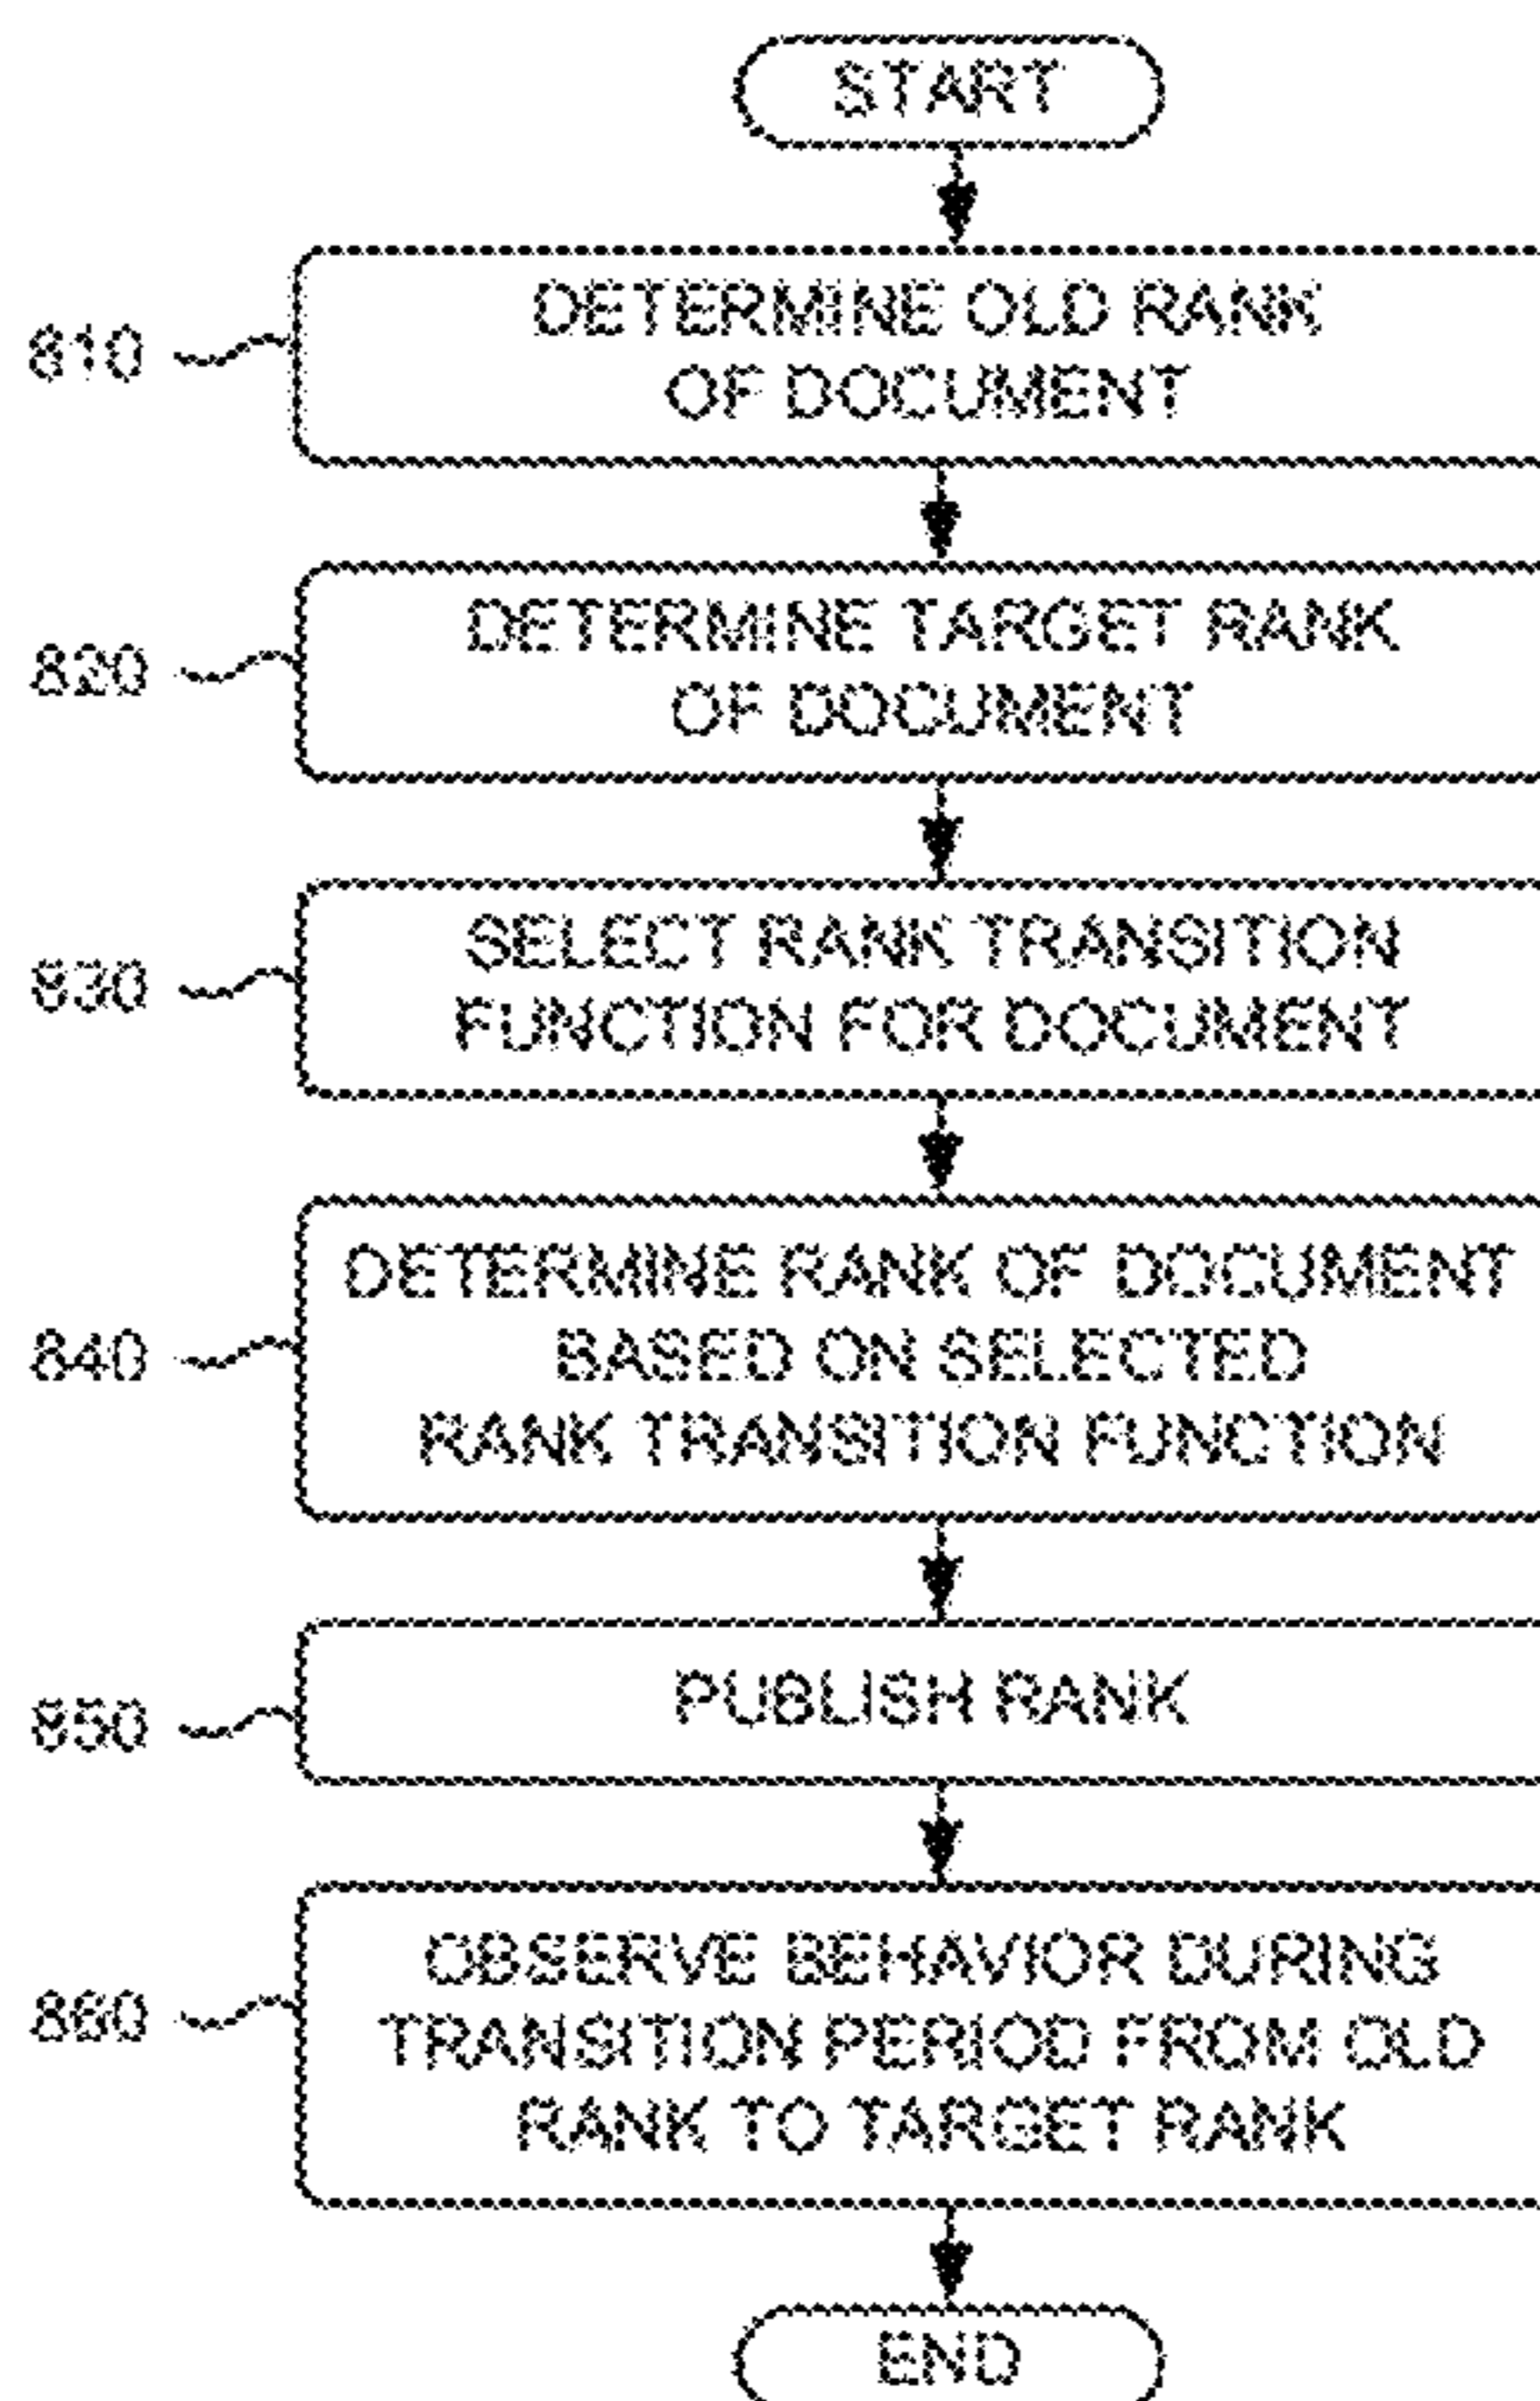 START
810
DETERMINE OLD RANK
OF DOCUMENT
820
DETERMINE TARGET RANK
OF DOCUMENT
830
SELECT RANK TRANSITION
FUNCTION FOR DOCUMENT
840
DETERMINE RANK OF DOCUMENT
BASED ON SELECTED
RANK TRANSITION FUNCTION
850
PUBLISH RANK
860
OBSERVE BEHAVIOR DURING
TRANSITION PERIOD FROM OLD
RANK TO TARGET RANK
END